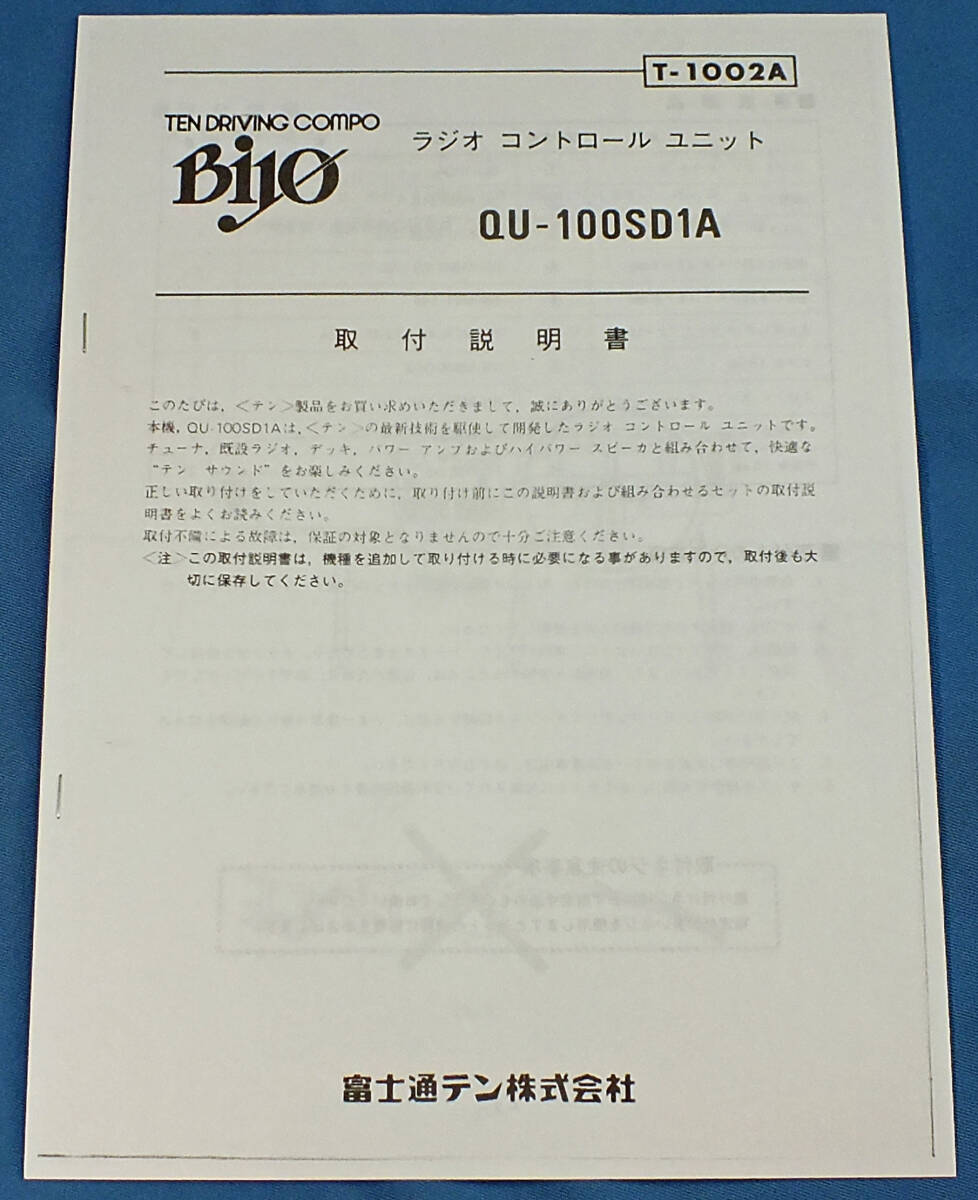 T-1002A
TEN DRIVING COMPO
Bijo
ラジオ コントロール ユニット
QU-100SD1A
取付説明書
このたびは，＜テン＞製品をお買い求めいただきまして，誠にありがとうございます。
本機，QU-100SD1Aは，＜テン＞の最新技術を駆使して開発したラジオ コントロール ユニットです。
チューナ，既設ラジオ，デッキ，パワー アンプおよびハイパワー スピーカと組み合わせて，快適な
“テン サウンド”をお楽しみください。
正しい取り付けをしていただくために，取り付け前にこの説明書および組み合わせるセットの取付説
明書をよくお読みください。
取付不備による故障は，保証の対象となりませんので十分ご注意ください。
＜注＞この取付説明書は，機種を追加して取り付ける時に必要になる事がありますので，取付後も大
切に保存してください。
富士通テン株式会社